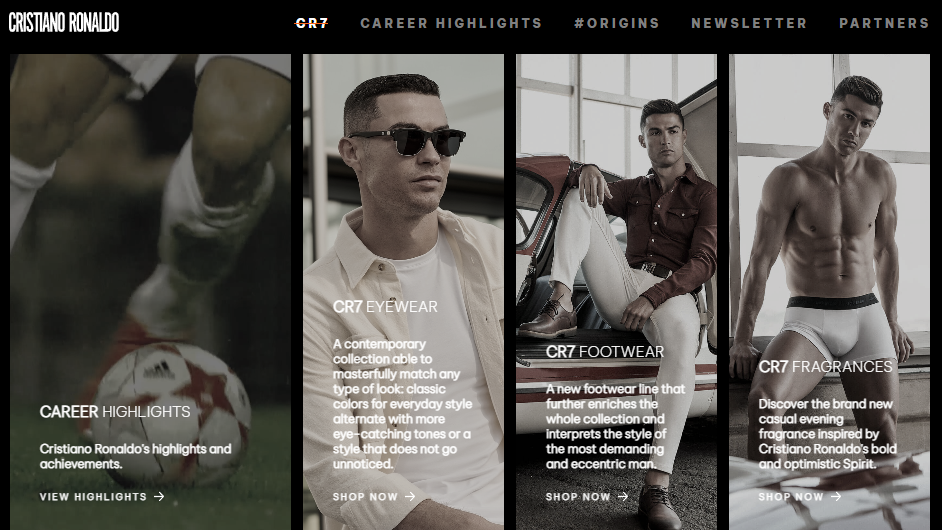 CRISTIANO RONALDO
CR7
CAREER HIGHLIGHTS
#ORIGINS
NEWSLETTER
PARTNERS
CAREER HIGHLIGHTS
Cristiano Ronaldo's highlights and
achievements.
VIEW HIGHLIGHTS →
CR7 EYEWEAR
A contemporary
collection able to
masterfully match any
type of look: classic
colors for everyday style
alternate with more
eye-catching tones or a
style that does not go
unnoticed.
SHOP NOW →
CR7 FOOTWEAR
A new footwear line that
further enriches the
whole collection and
interprets the style of
the most demanding
and eccentric man.
SHOP NOW →
CR7 FRAGRANCES
Discover the brand new
casual evening
fragrance inspired by
Cristiano Ronaldo's bold
and optimistic Spirit.
SHOP NOW →